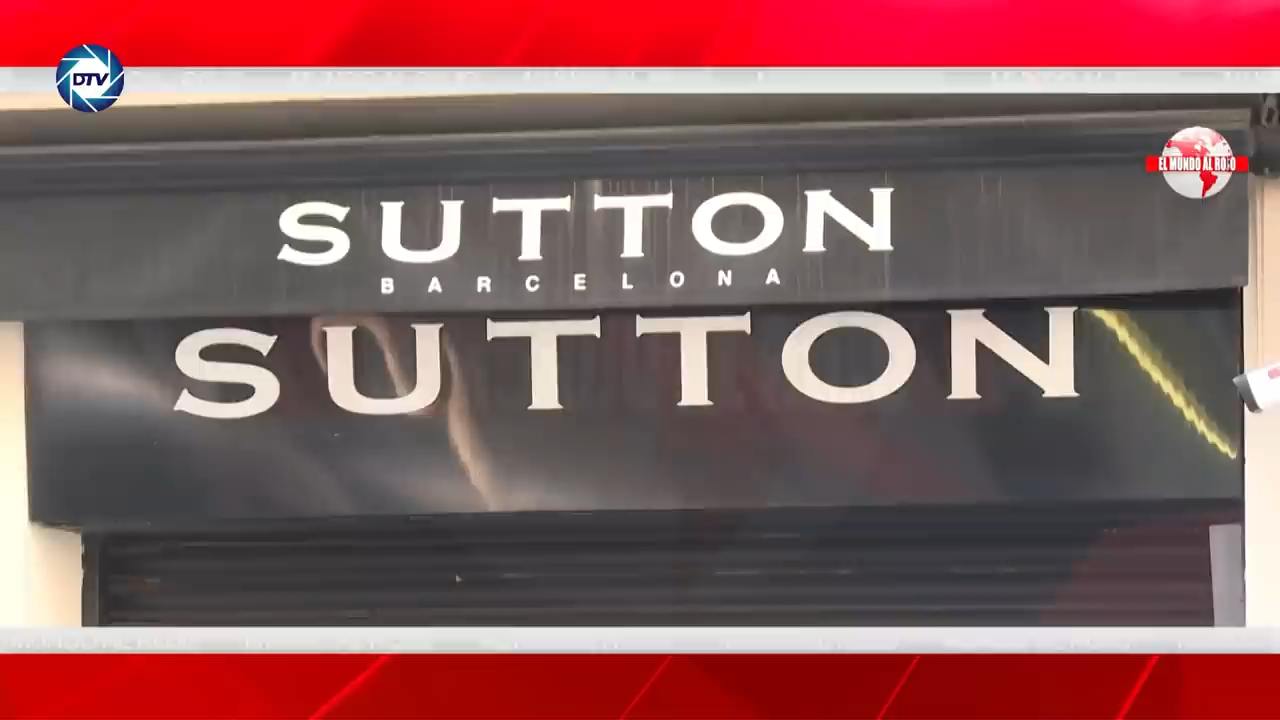 DTV
EL MUNDO AL ROJO
SUTTON
BARCELONA
SUTTON